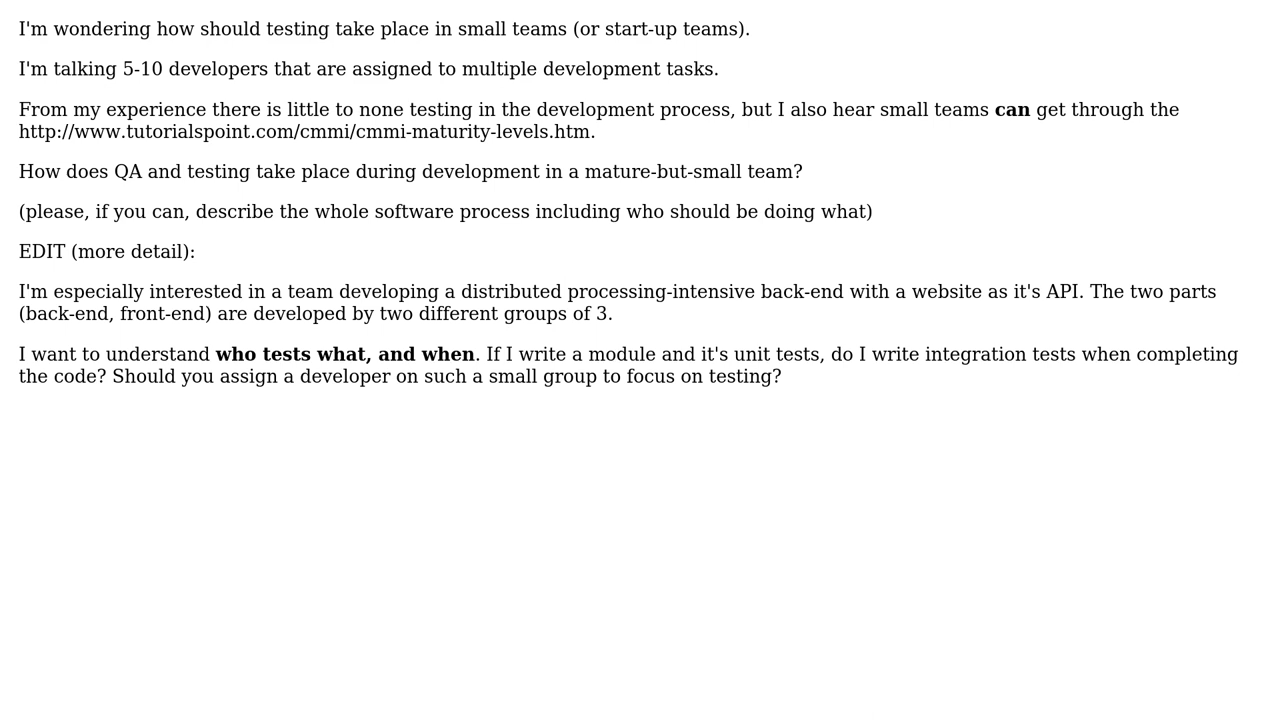 I'm wondering how should testing take place in small teams (or start-up teams).
I'm talking 5-10 developers that are assigned to multiple development tasks.
From my experience there is little to none testing in the development process, but I also hear small teams can get through the
http://www.tutorialspoint.com/cmmi/cmmi-maturity-levels.htm.
How does QA and testing take place during development in a mature-but-small team?
(please, if you can, describe the whole software process including who should be doing what)
EDIT (more detail):
I'm especially interested in a team developing a distributed processing-intensive back-end with a website as it's API. The two parts
(back-end, front-end) are developed by two different groups of 3.
I want to understand who tests what, and when. If I write a module and it's unit tests, do I write integration tests when completing
the code? Should you assign a developer on such a small group to focus on testing?